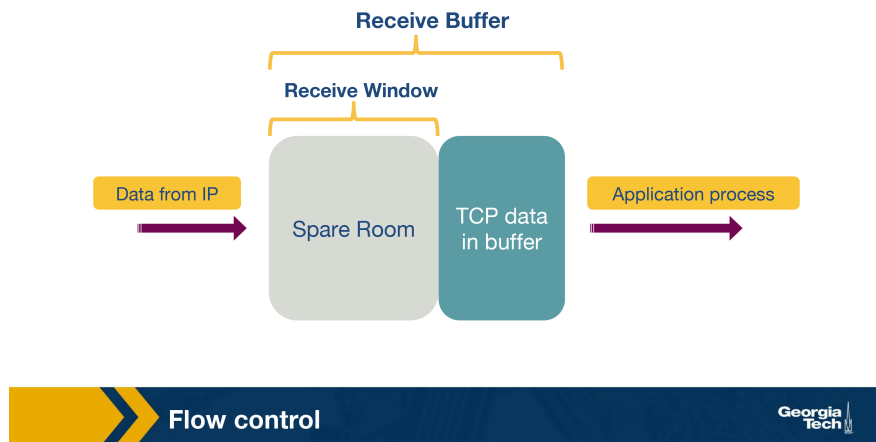 Receive Buffer
Receive Window
Data from IP
Spare Room
TCP data
in buffer
Application process
Flow control
Georgia
Tech